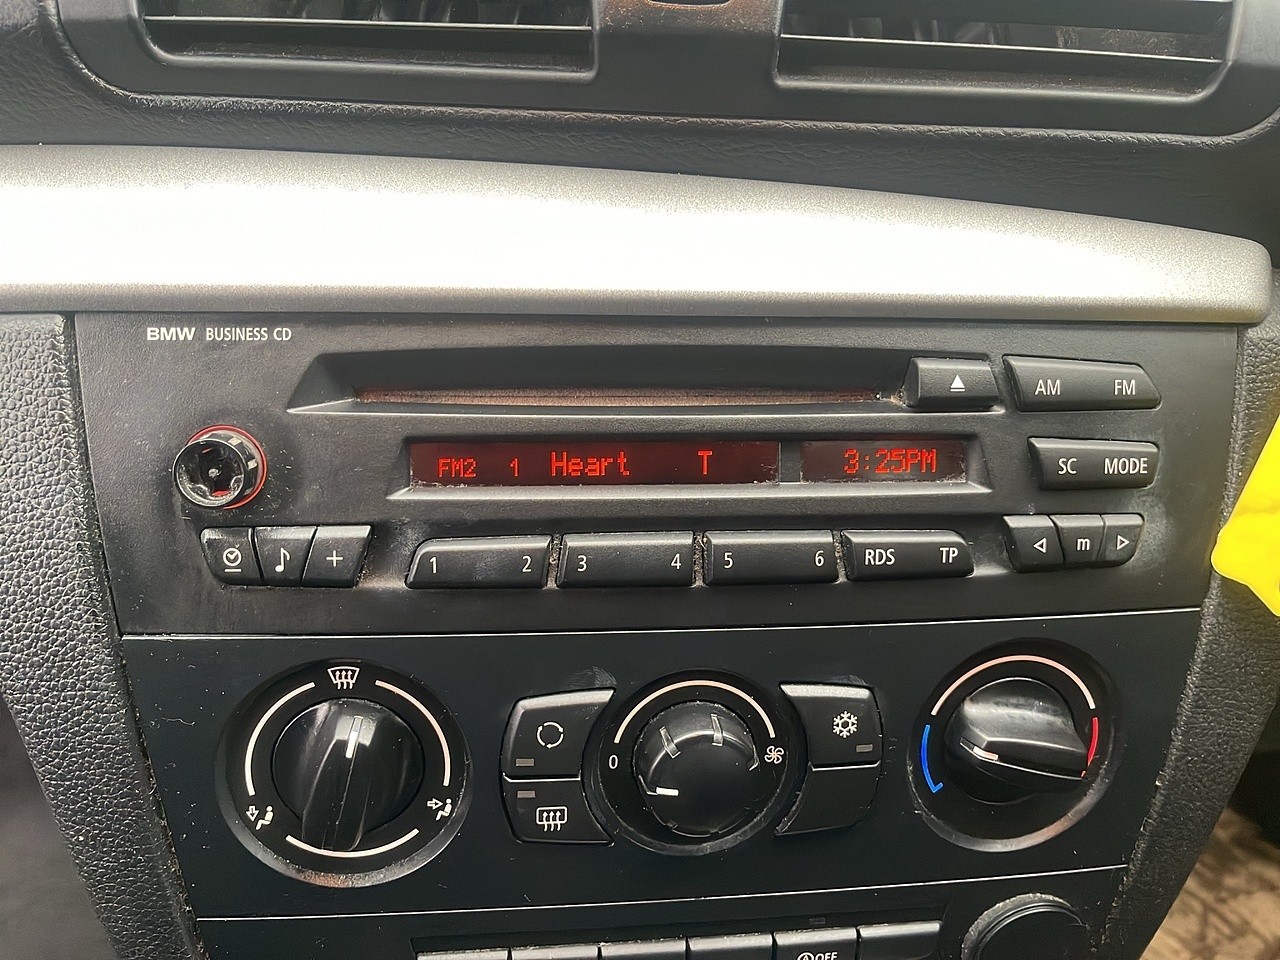 BMW BUSINESS CD
AM FM
FM2 1 Heart T 3:25PM
SC MODE
1 2 3 4 5 6 RDS TP m
0
OFF